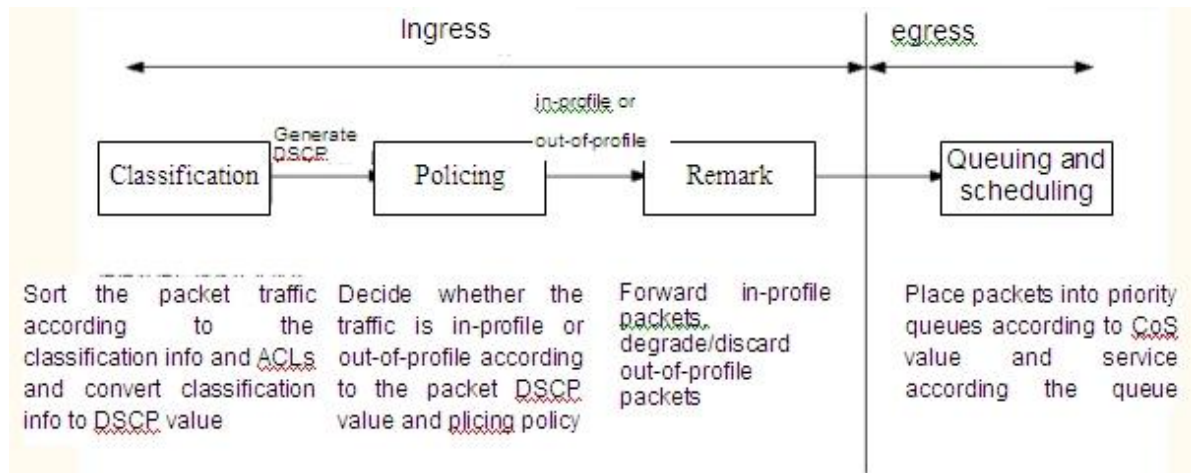 Ingress
egress
in-profile or
out-of-profile
Generate
DSCP
Classification
Policing
Remark
Queuing and
scheduling
Sort the packet traffic
according to the
classification info and ACLs
and convert classification
info to DSCP value
Decide whether the
traffic is in-profile or
out-of-profile according
to the packet DSCP
value and plicing policy
Forward in-profile
packets,
degrade/discard
out-of-profile
packets
Place packets into priority
queues according to CoS
value and service
according the queue